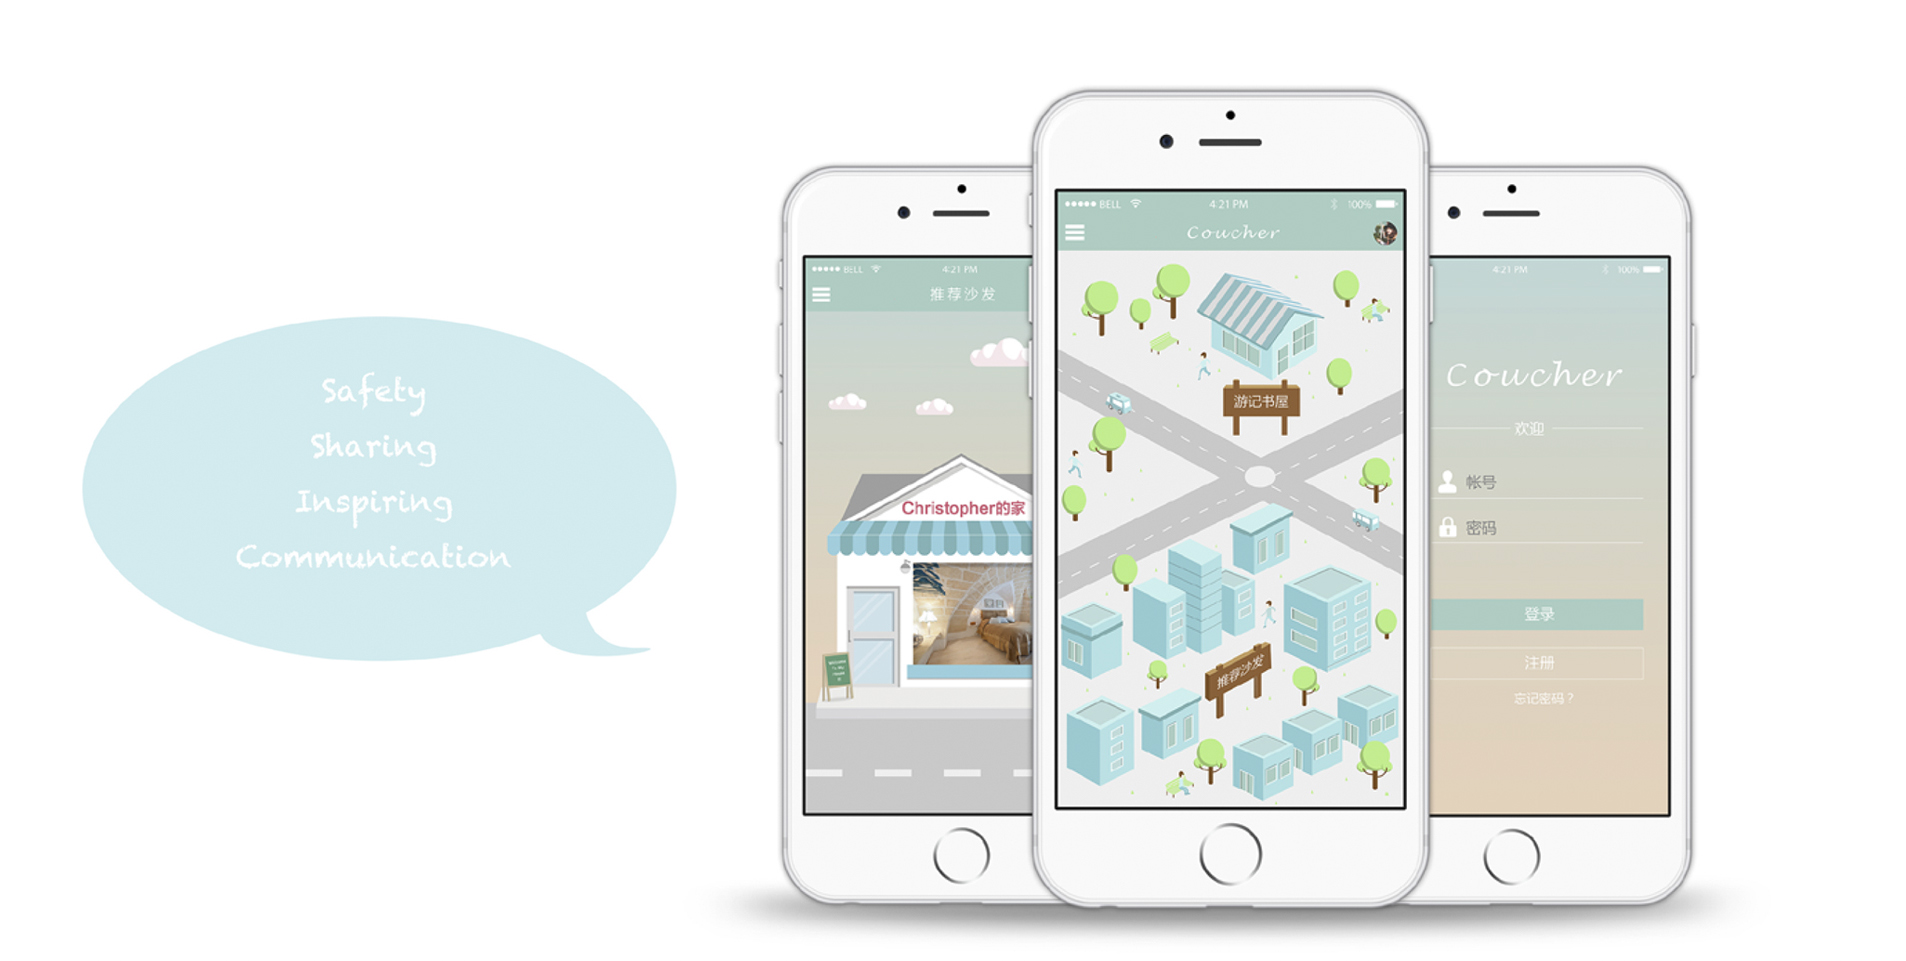 Safety
Sharing
Inspiring
Communication
BELL 4:21 PM
推荐沙发
Christopher的家
BELL 4:21 PM 100%
Coucher
游记书屋
推荐沙发
4:21 PM 100%
Coucher
欢迎
帐号
密码
登录
注册
忘记密码？